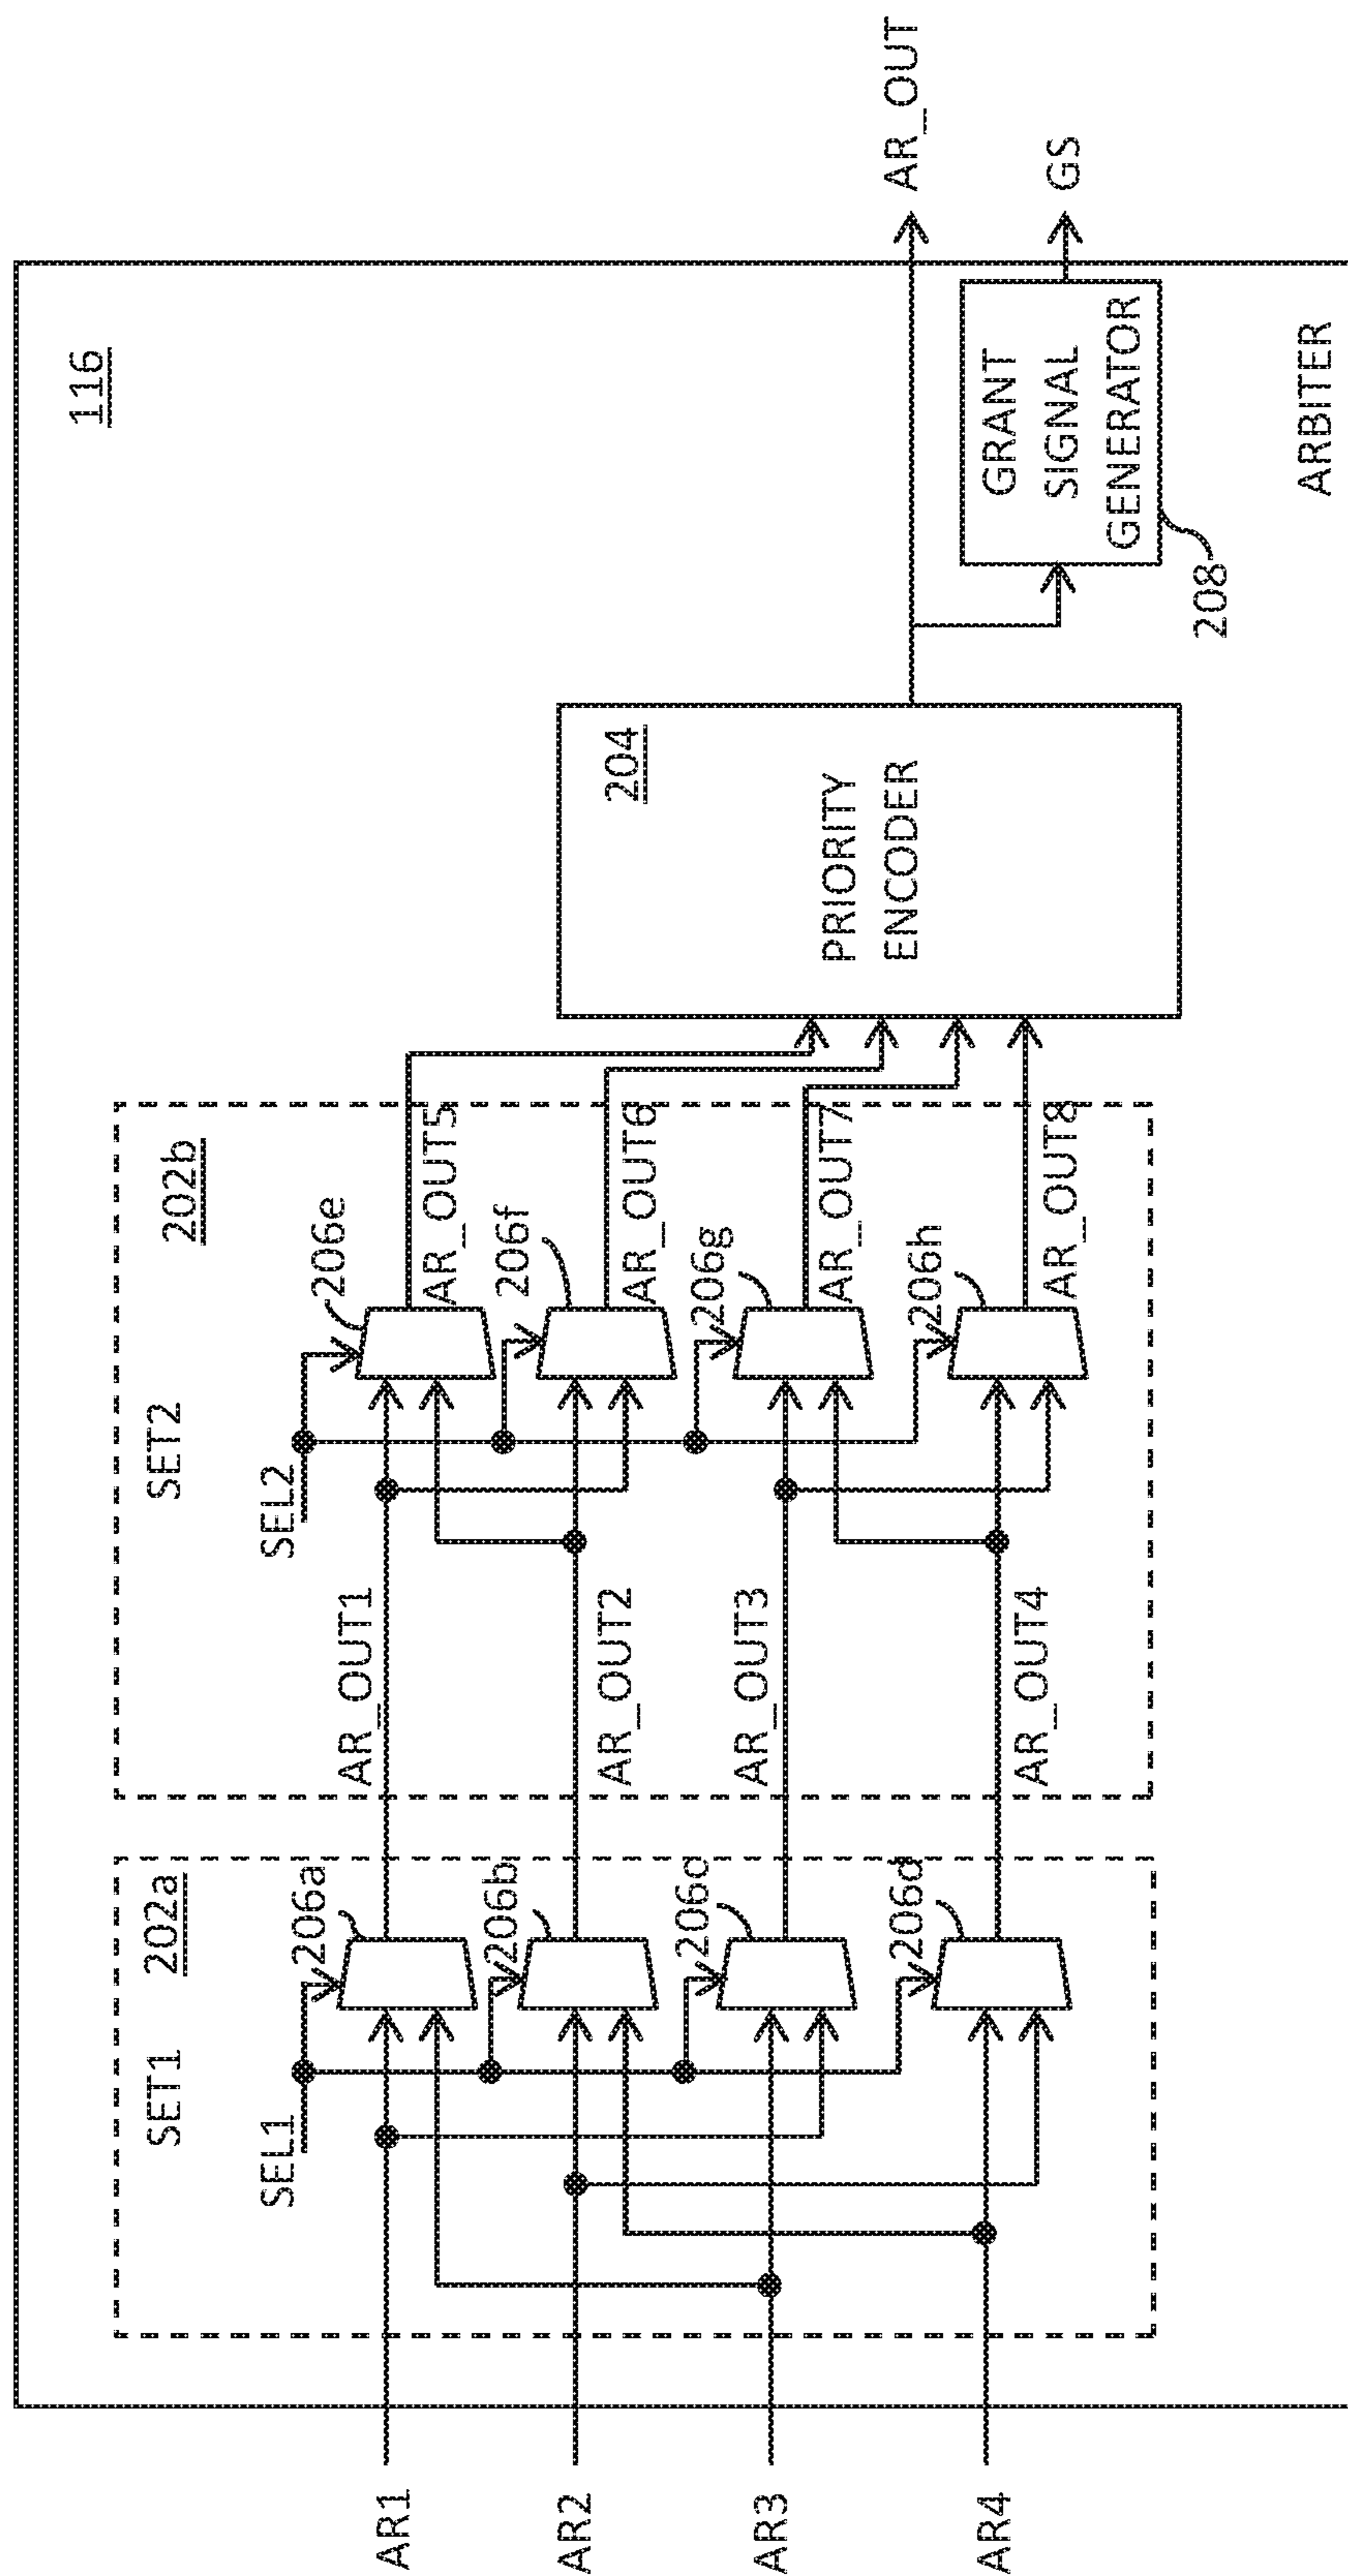 116
SET1
202a
SET2
202b
SEL1
206a
SEL2
206e
AR1
AR_OUT1
AR_OUT5
206b
206f
AR2
AR_OUT2
AR_OUT6
204
PRIORITY
ENCODER
206c
206g
AR3
AR_OUT3
AR_OUT7
AR_OUT
206d
206h
AR4
AR_OUT4
AR_OUT8
GS
GRANT
SIGNAL
GENERATOR
208
ARBITER